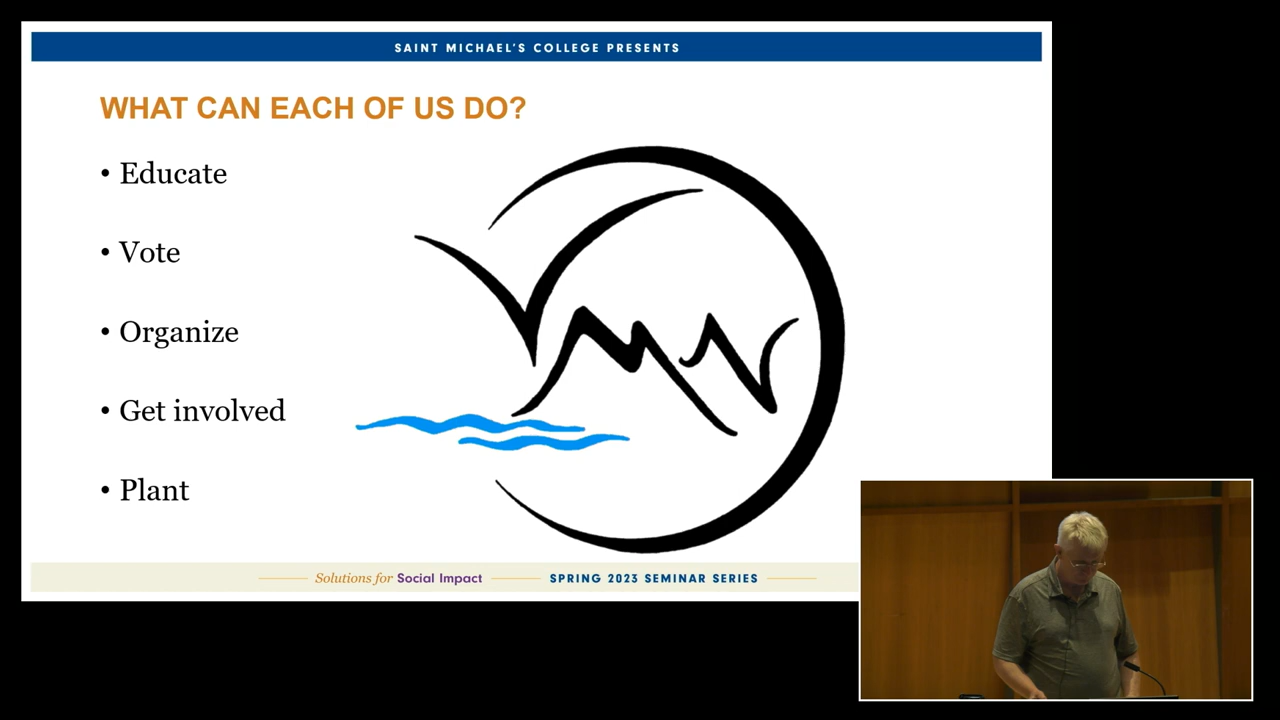 SAINT MICHAEL'S COLLEGE PRESENTS
WHAT CAN EACH OF US DO?
• Educate
• Vote
• Organize
• Get involved
• Plant
Solutions for Social Impact
SPRING 2023 SEMINAR SERIES